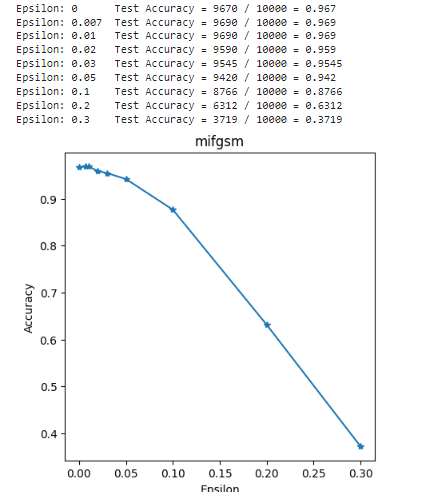 Epsilon: 0 Test Accuracy = 9670 / 10000 = 0.967
Epsilon: 0.007 Test Accuracy = 9690 / 10000 = 0.969
Epsilon: 0.01 Test Accuracy = 9690 / 10000 = 0.969
Epsilon: 0.02 Test Accuracy = 9590 / 10000 = 0.959
Epsilon: 0.03 Test Accuracy = 9545 / 10000 = 0.9545
Epsilon: 0.05 Test Accuracy = 9420 / 10000 = 0.942
Epsilon: 0.1 Test Accuracy = 8766 / 10000 = 0.8766
Epsilon: 0.2 Test Accuracy = 6312 / 10000 = 0.6312
Epsilon: 0.3 Test Accuracy = 3719 / 10000 = 0.3719
mifgsm
0.9
0.8
0.7
0.6
0.5
0.4
Accuracy
0.00 0.05 0.10 0.15 0.20 0.25 0.30
Epsilon